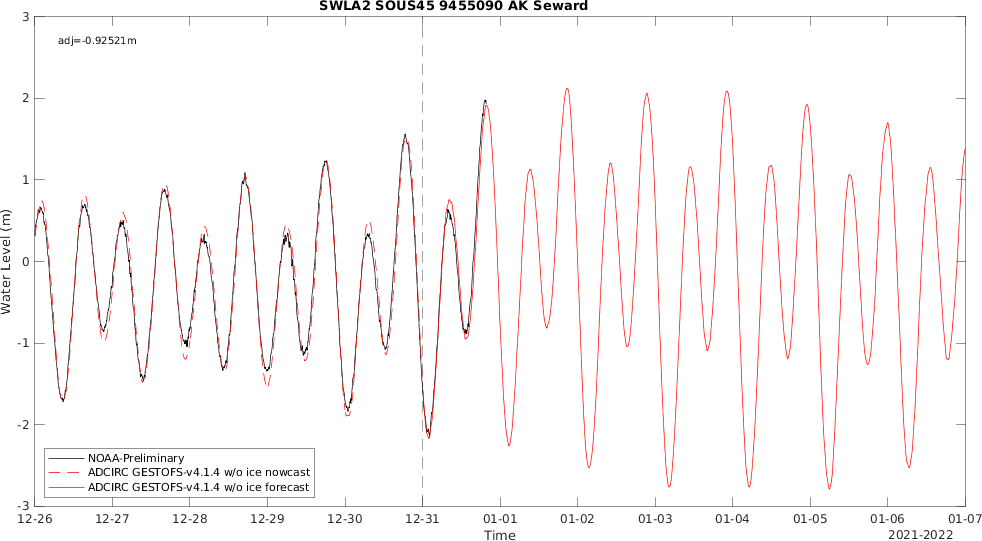 SWLA2 SOUS45 9455090 AK Seward
adj=-0.92521m
3
2
1
0
-1
-2
-3
Water Level (m)
NOAA-Preliminary
ADCIRC GESTOFS-v4.1.4 w/o ice nowcast
ADCIRC GESTOFS-v4.1.4 w/o ice forecast
12-26 12-27 12-28 12-29 12-30 12-31 01-01 01-02 01-03 01-04 01-05 01-06 01-07
Time
2021-2022